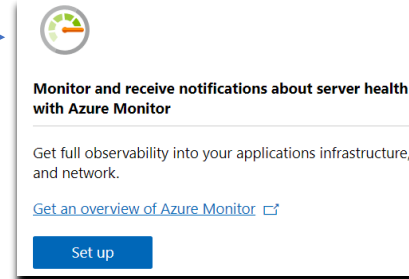 Monitor and receive notifications about server health
with Azure Monitor
Get full observability into your applications infrastructure,
and network.
Get an overview of Azure Monitor
Set up